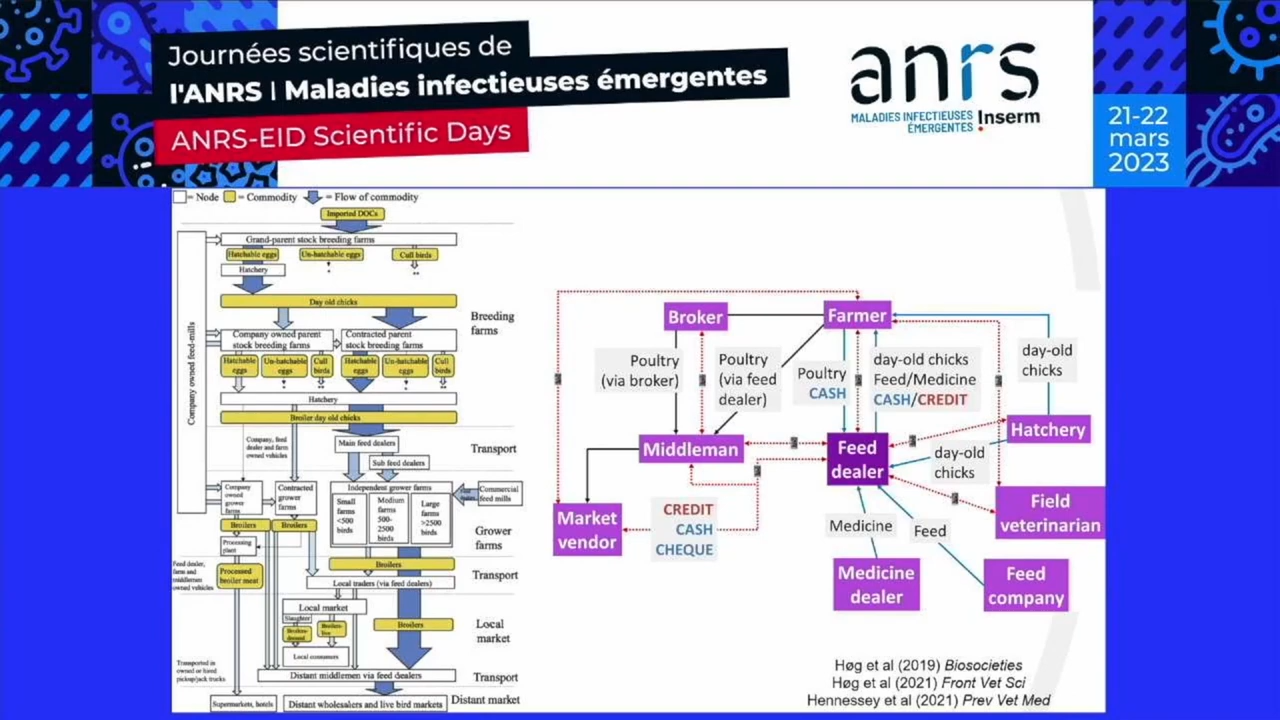 Journées scientifiques de
l'ANRS | Maladies infectieuses émergentes
ANRS-EID Scientific Days
anrs
MALADIES INFECTIEUSES
ÉMERGENTES
Inserm
21-22
mars
2023
= Node
= Commodity
= Flow of commodity
Imported DOCs
Grand-parent stock breeding farms
Hatchable eggs
Un-hatchable eggs
Cull birds
Hatchery
Day old chicks
Company owned parent
stock breeding farms
Contracted parent
stock breeding farms
Hatchable
eggs
Un-hatchable
eggs
Cull
birds
Hatchable
eggs
Un-hatchable
eggs
Cull
birds
Hatchery
Broiler day old chicks
Company owned feed-mills
Breeding
farms
Company, feed
dealer and farm
owned vehicles
Main feed dealers
Sub feed dealers
Transport
Company
owned
grower
farms
Contracted
grower
farms
Independent grower farms
Small
farms
<500
birds
Medium
farms
500-
2500
birds
Large
farms
>2500
birds
Commercial
feed mills
Broilers
Broilers
Processing
plant
Grower
farms
Feed dealer,
farm and
middleman
owned vehicles
Processed
broiler meat
Broilers
Local traders (via feed dealers)
Transport
Local market
Slaughter
Broilers-
dressed
Broilers-
live
Broilers
Local consumers
Local
market
Transported in
owned or hired
pickup/jack trucks
Distant middlemen via feed dealers
Transport
Supermarkets, hotels
Distant wholesalers and live bird markets
Distant market
Broker
Farmer
Poultry
(via broker)
Poultry
(via feed
dealer)
Poultry
CASH
day-old chicks
Feed/Medicine
CASH/CREDIT
day-old
chicks
Hatchery
Middleman
Feed
dealer
day-old
chicks
Market
vendor
CREDIT
CASH
CHEQUE
Field
veterinarian
Medicine
Feed
Medicine
dealer
Feed
company
Høg et al (2019) Biosocieties
Høg et al (2021) Front Vet Sci
Hennessey et al (2021) Prev Vet Med